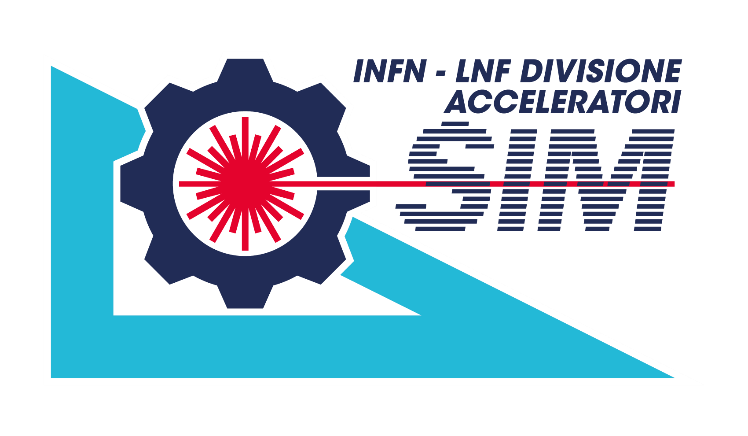 INFN - LNF DIVISIONE
ACCELERATORI
SIM